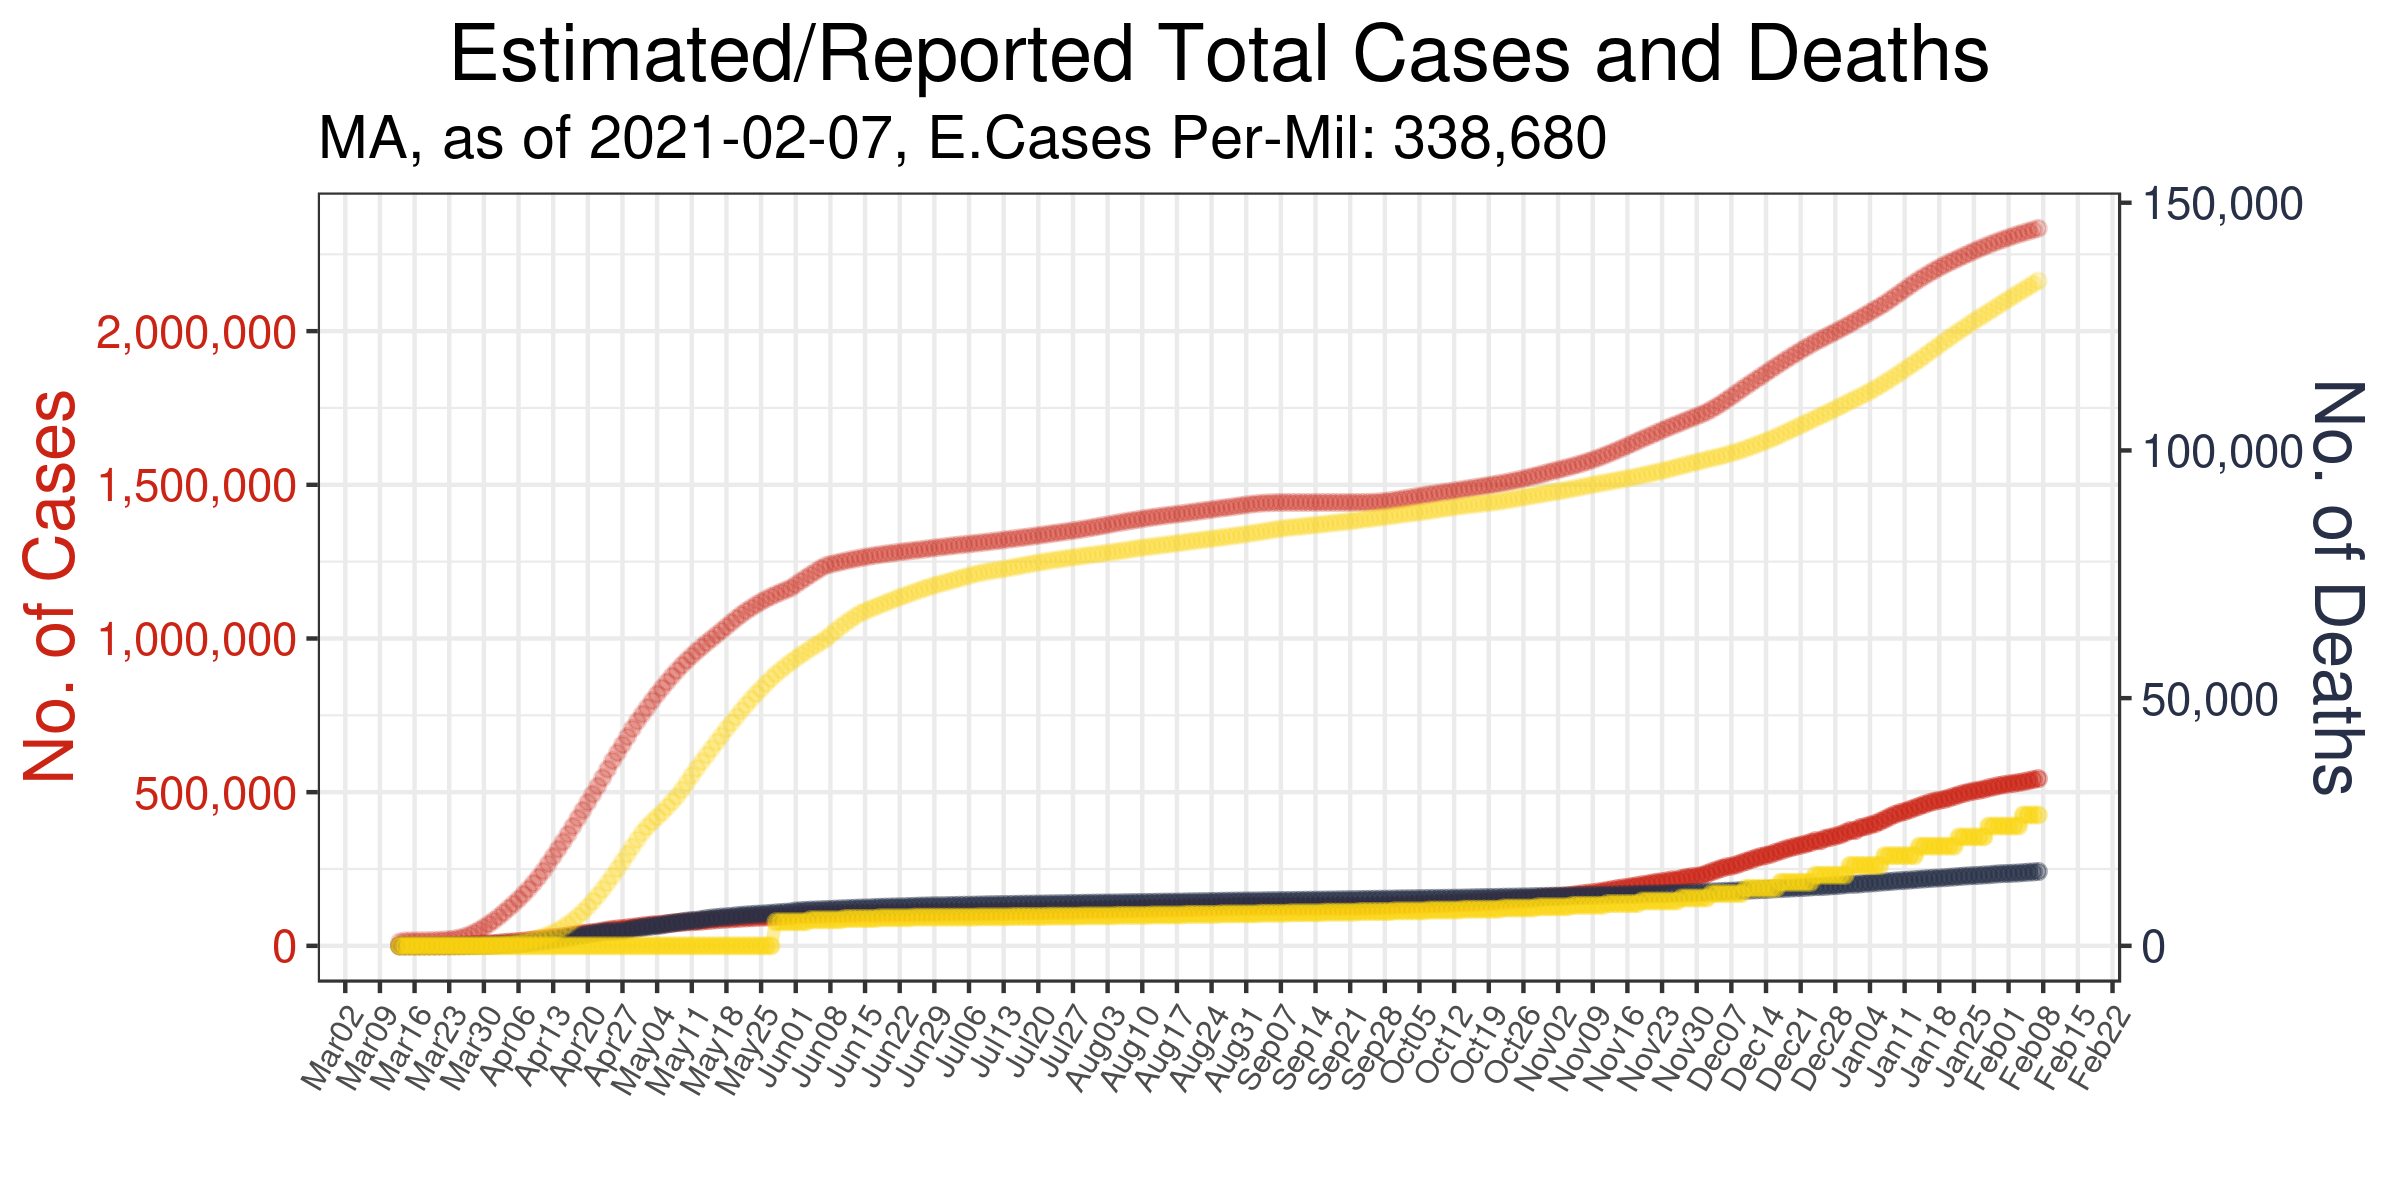 Estimated/Reported Total Cases and Deaths
MA, as of 2021-02-07, E.Cases Per-Mil: 338,680
No. of Cases
2,000,000
1,500,000
1,000,000
500,000
0
150,000
100,000
50,000
0
No. of Deaths
Mar02
Mar09
Mar16
Mar23
Mar30
Apr06
Apr13
Apr20
Apr27
May04
May11
May18
May25
Jun01
Jun08
Jun15
Jun22
Jun29
Jul06
Jul13
Jul20
Jul27
Aug03
Aug10
Aug17
Aug24
Aug31
Sep07
Sep14
Sep21
Sep28
Oct05
Oct12
Oct19
Oct26
Nov02
Nov09
Nov16
Nov23
Nov30
Dec07
Dec14
Dec21
Dec28
Jan04
Jan11
Jan18
Jan25
Feb01
Feb08
Feb15
Feb22